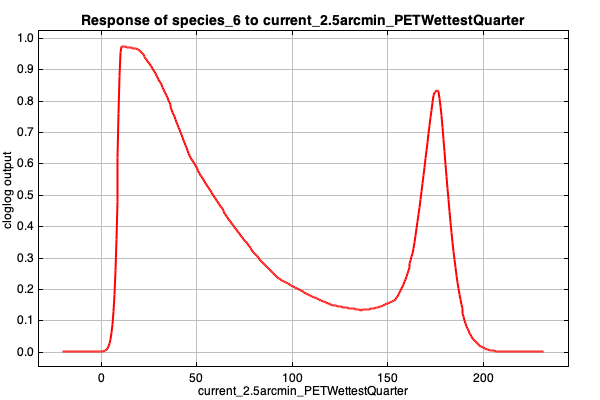 Response of species_6 to current_2.5arcmin_PETWettestQuarter
cloglog output
1.0
0.9
0.8
0.7
0.6
0.5
0.4
0.3
0.2
0.1
0.0
0 50 100 150 200
current_2.5arcmin_PETWettestQuarter